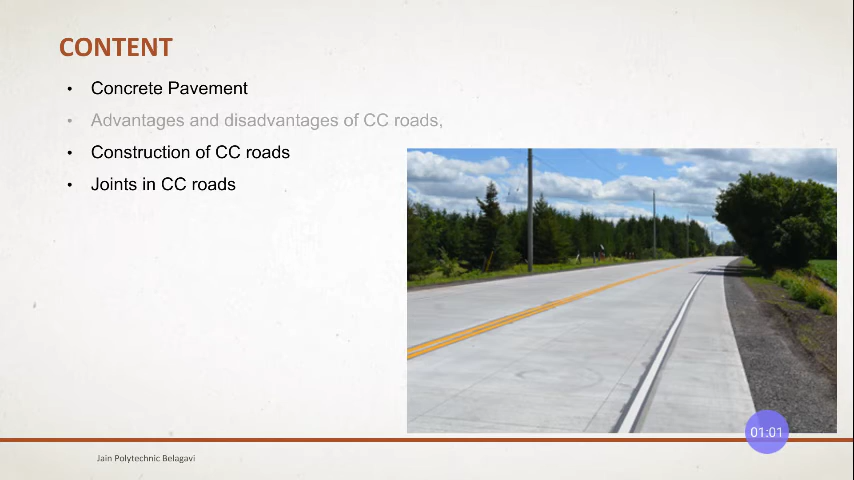 CONTENT
• Concrete Pavement
• Advantages and disadvantages of CC roads,
• Construction of CC roads
• Joints in CC roads
01:01
Jain Polytechnic Belagavi